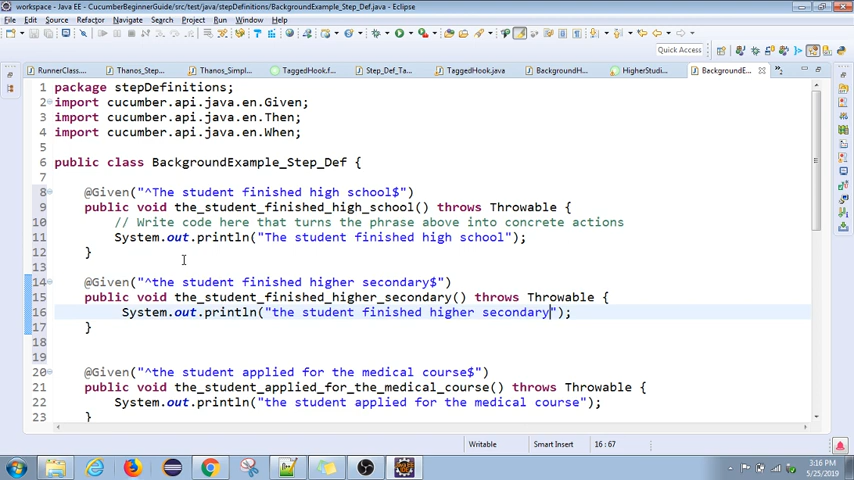 workspace - Java EE - CucumberBeginnerGuide/src/test/java/stepDefinitions/BackgroundExample_Step_Def.java - Eclipse
File Edit Source Refactor Navigate Search Project Run Window Help
Quick Access
RunnerClass.... Thanos_Step... Thanos_Simpl... TaggedHook.f... Step_Def_Ta... TaggedHook.java BackgroundH... HigherStudi... BackgroundE...
1 package stepDefinitions;
2 import cucumber.api.java.en.Given;
3 import cucumber.api.java.en.Then;
4 import cucumber.api.java.en.When;
5
6 public class BackgroundExample_Step_Def {
7
8 @Given("^The student finished high school$")
9 public void the_student_finished_high_school() throws Throwable {
10 // Write code here that turns the phrase above into concrete actions
11 System.out.println("The student finished high school");
12 }
13
14 @Given("^the student finished higher secondary$")
15 public void the_student_finished_higher_secondary() throws Throwable {
16 System.out.println("the student finished higher secondary");
17 }
18
19
20 @Given("^the student applied for the medical course$")
21 public void the_student_applied_for_the_medical_course() throws Throwable {
22 System.out.println("the student applied for the medical course");
23 }
Writable Smart Insert 16 : 67
3:16 PM
5/25/2019